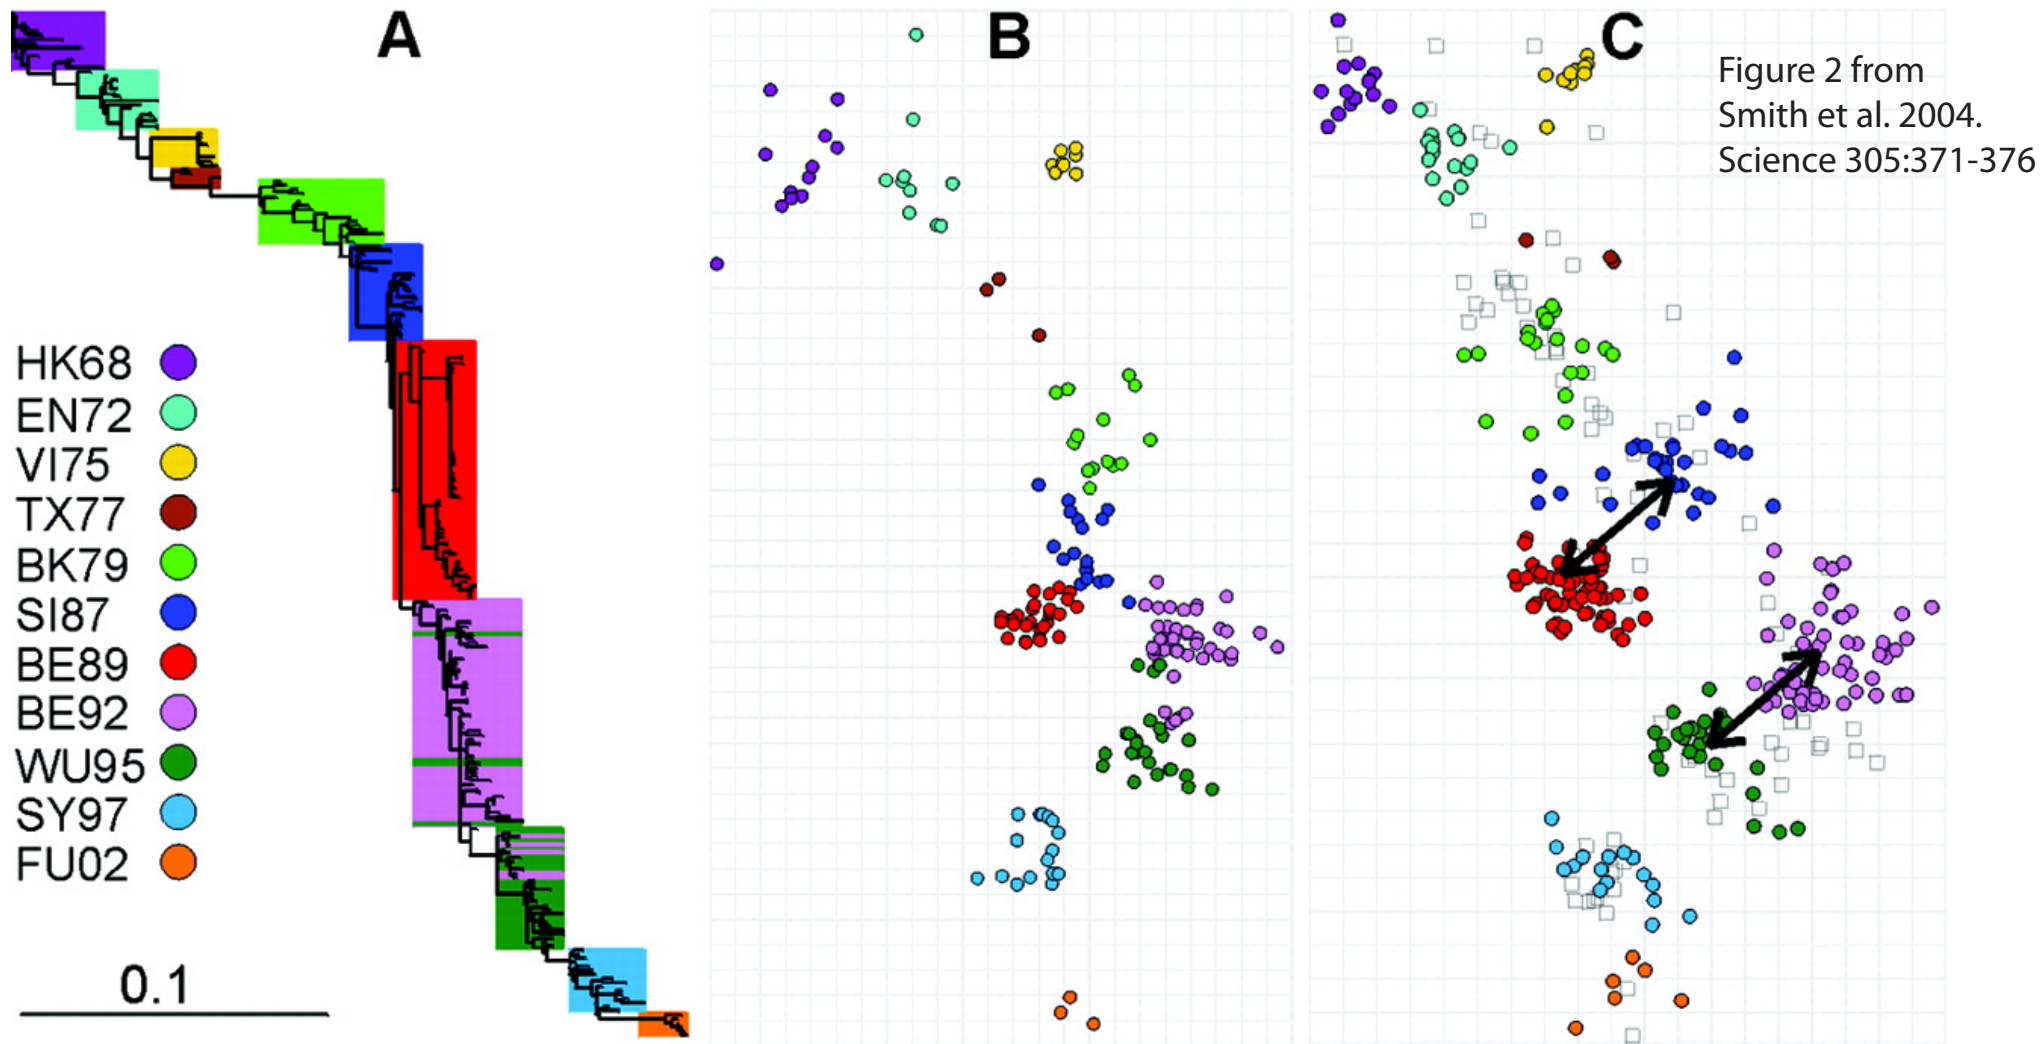 A
B
C
Figure 2 from
Smith et al. 2004.
Science 305:371-376
HK68
EN72
VI75
TX77
BK79
SI87
BE89
BE92
WU95
SY97
FU02
0.1